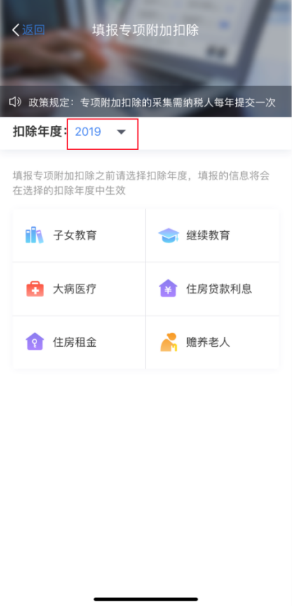 返回 填报专项附加扣除
政策规定：专项附加扣除的采集需纳税人每年提交一次
扣除年度：2019
填报专项附加扣除之前请选择扣除年度，填报的信息将会
在选择的扣除年度中生效
子女教育 继续教育
大病医疗 住房贷款利息
住房租金 赡养老人